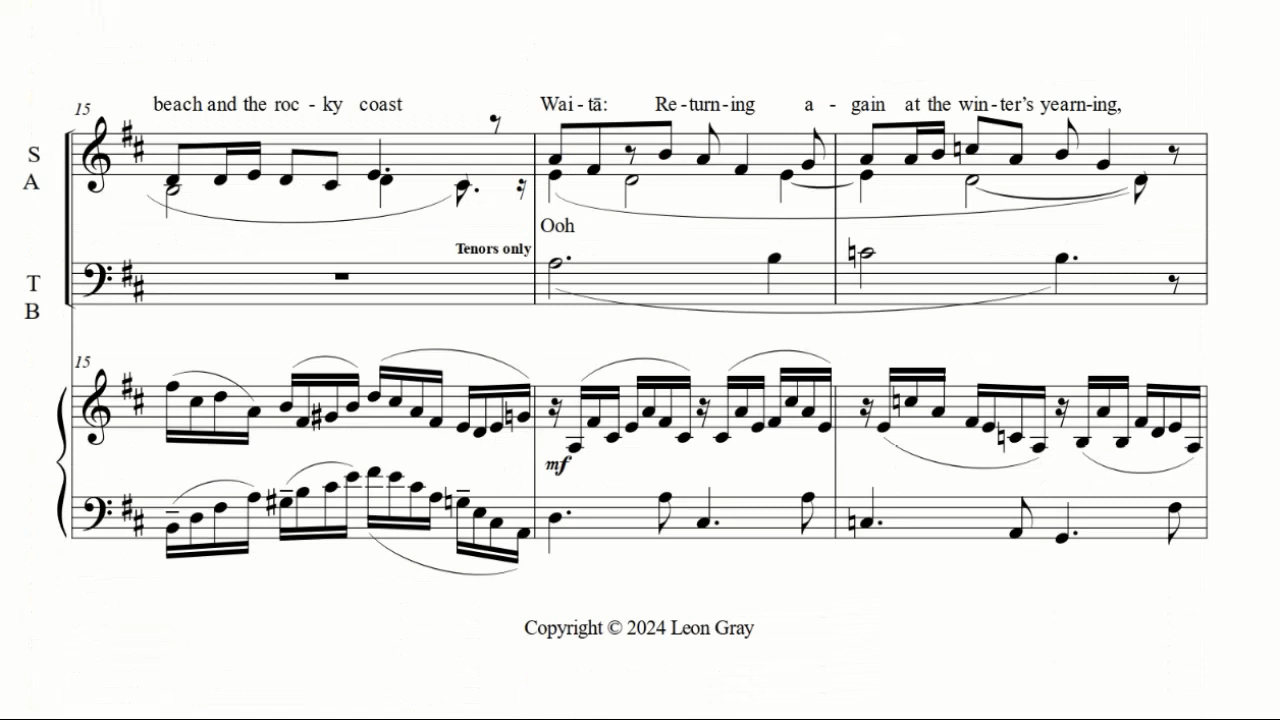 beach and the roc - ky coast Wai - tā: Re - turn - ing a - gain at the win - ter’s yearn - ing,
15
S
A
Ooh
Tenors only
T
B
15
mf
Copyright © 2024 Leon Gray